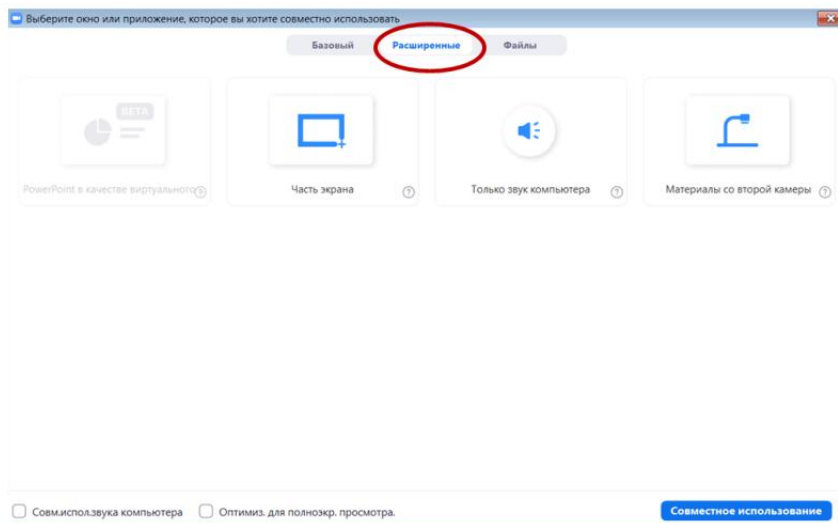 Выберите окно или приложение, которое вы хотите совместно использовать
Базовый Расширенные Файлы
BETA
PowerPoint в качестве виртуального
Часть экрана
Только звук компьютера
Материалы со второй камеры
Совм.испол.звука компьютера Оптимиз. для полноэкр. просмотра. Совместное использование